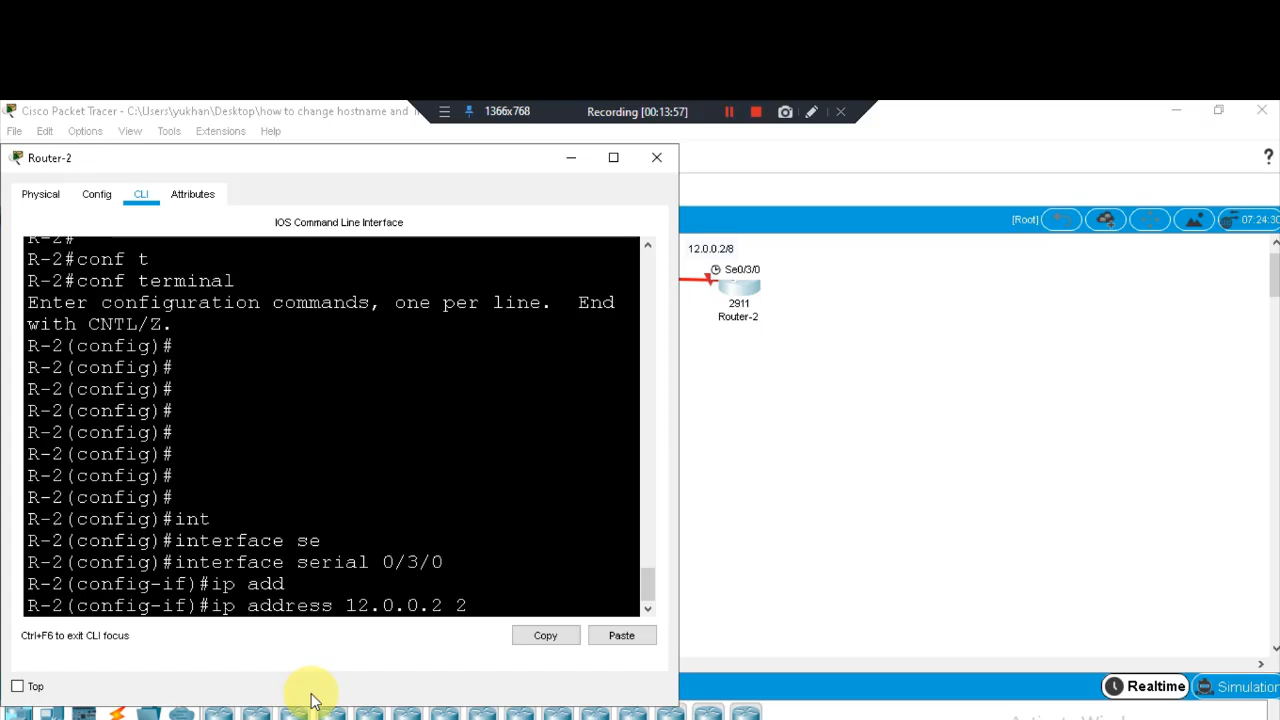 Cisco Packet Tracer - C:\Users\yukhan\Desktop\how to change hostname and
1366x768
Recording [00:13:57]
File Edit Options View Tools Extensions Help
Router-2
Physical Config CLI Attributes
IOS Command Line Interface
[Root]
07:24:30
R-2#
R-2#conf t
R-2#conf terminal
Enter configuration commands, one per line. End
with CNTL/Z.
R-2(config)#
R-2(config)#
R-2(config)#
R-2(config)#
R-2(config)#
R-2(config)#
R-2(config)#
R-2(config)#
R-2(config)#int
R-2(config)#interface se
R-2(config)#interface serial 0/3/0
R-2(config-if)#ip add
R-2(config-if)#ip address 12.0.0.2 2
12.0.0.2/8
Se0/3/0
2911
Router-2
Ctrl+F6 to exit CLI focus
Copy Paste
Top
Realtime
Simulation